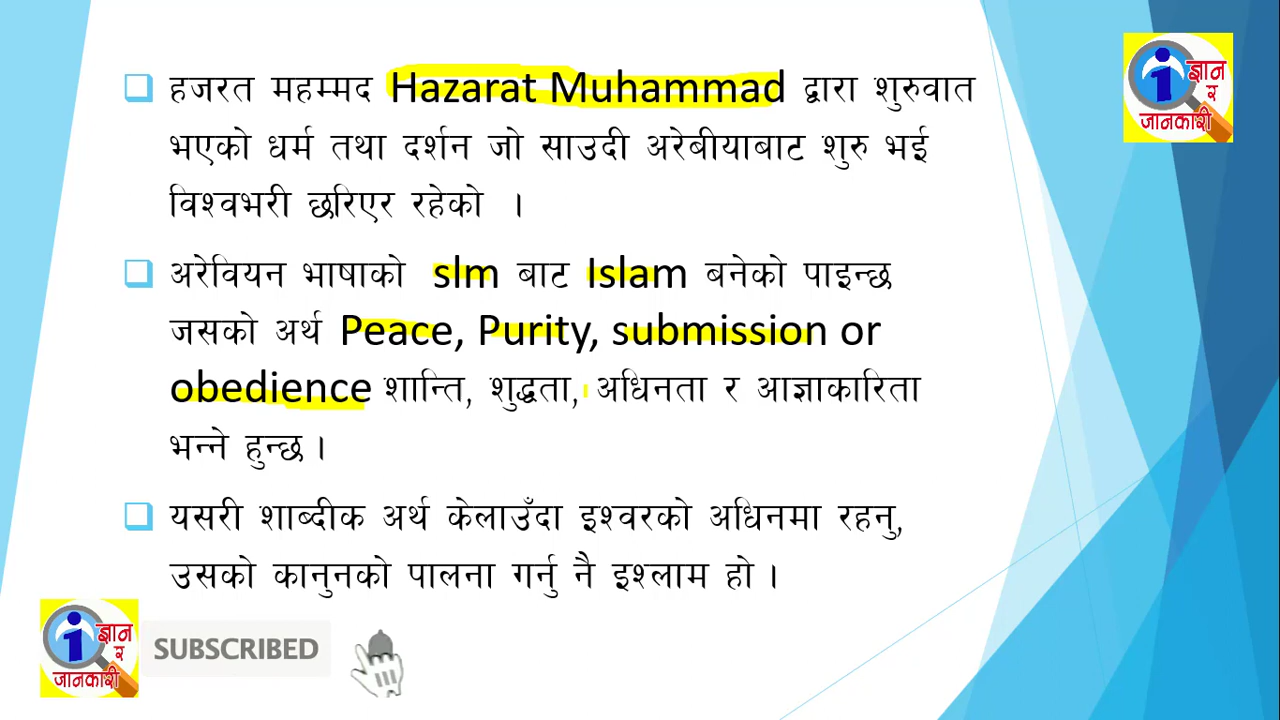 हजरत महम्मद Hazarat Muhammad द्वारा शुरुवात
भएको धर्म तथा दर्शन जो साउदी अरेबीयाबाट शुरु भई
विश्वभरी छरिएर रहेको ।
अरेवियन भाषाको slm बाट Islam बनेको पाइन्छ
जसको अर्थ Peace, Purity, submission or
obedience शान्ति, शुद्धता, अधिनता र आज्ञाकारिता
भन्ने हुन्छ ।
यसरी शाब्दीक अर्थ केलाउँदा इश्वरको अधिनमा रहनु,
उसको कानुनको पालना गर्नु नै इश्लाम हो ।
ज्ञान
र
जानकारी
ज्ञान
र
जानकारी
SUBSCRIBED